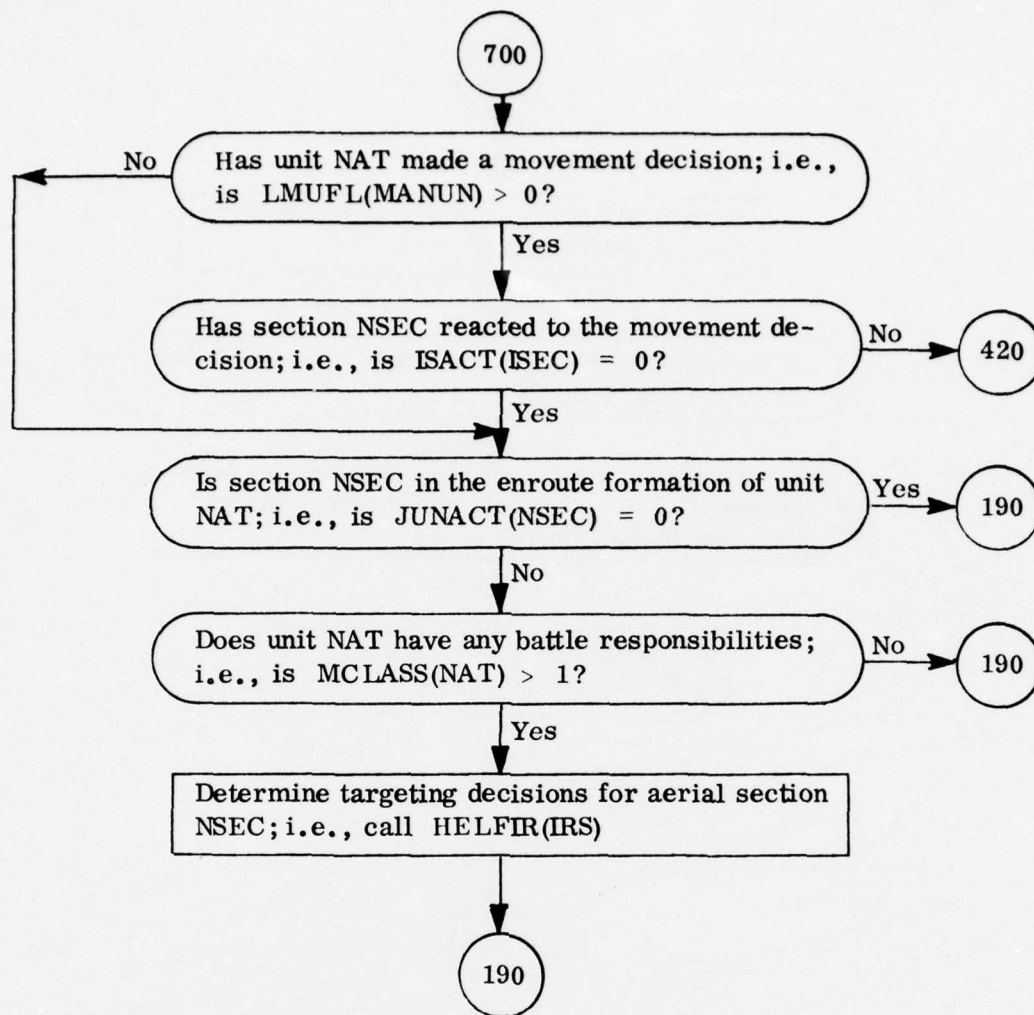 700
No
Has unit NAT made a movement decision; i.e.,
is LMUFL(MANUN) > 0?
Yes
Has section NSEC reacted to the movement de-
cision; i.e., is ISACT(ISEC) = 0?
No
420
Yes
Is section NSEC in the enroute formation of unit
NAT; i.e., is JUNACT(NSEC) = 0?
Yes
190
No
Does unit NAT have any battle responsibilities;
i.e., is MCLASS(NAT) > 1?
No
190
Yes
Determine targeting decisions for aerial section
NSEC; i.e., call HELFIR(IRS)
190